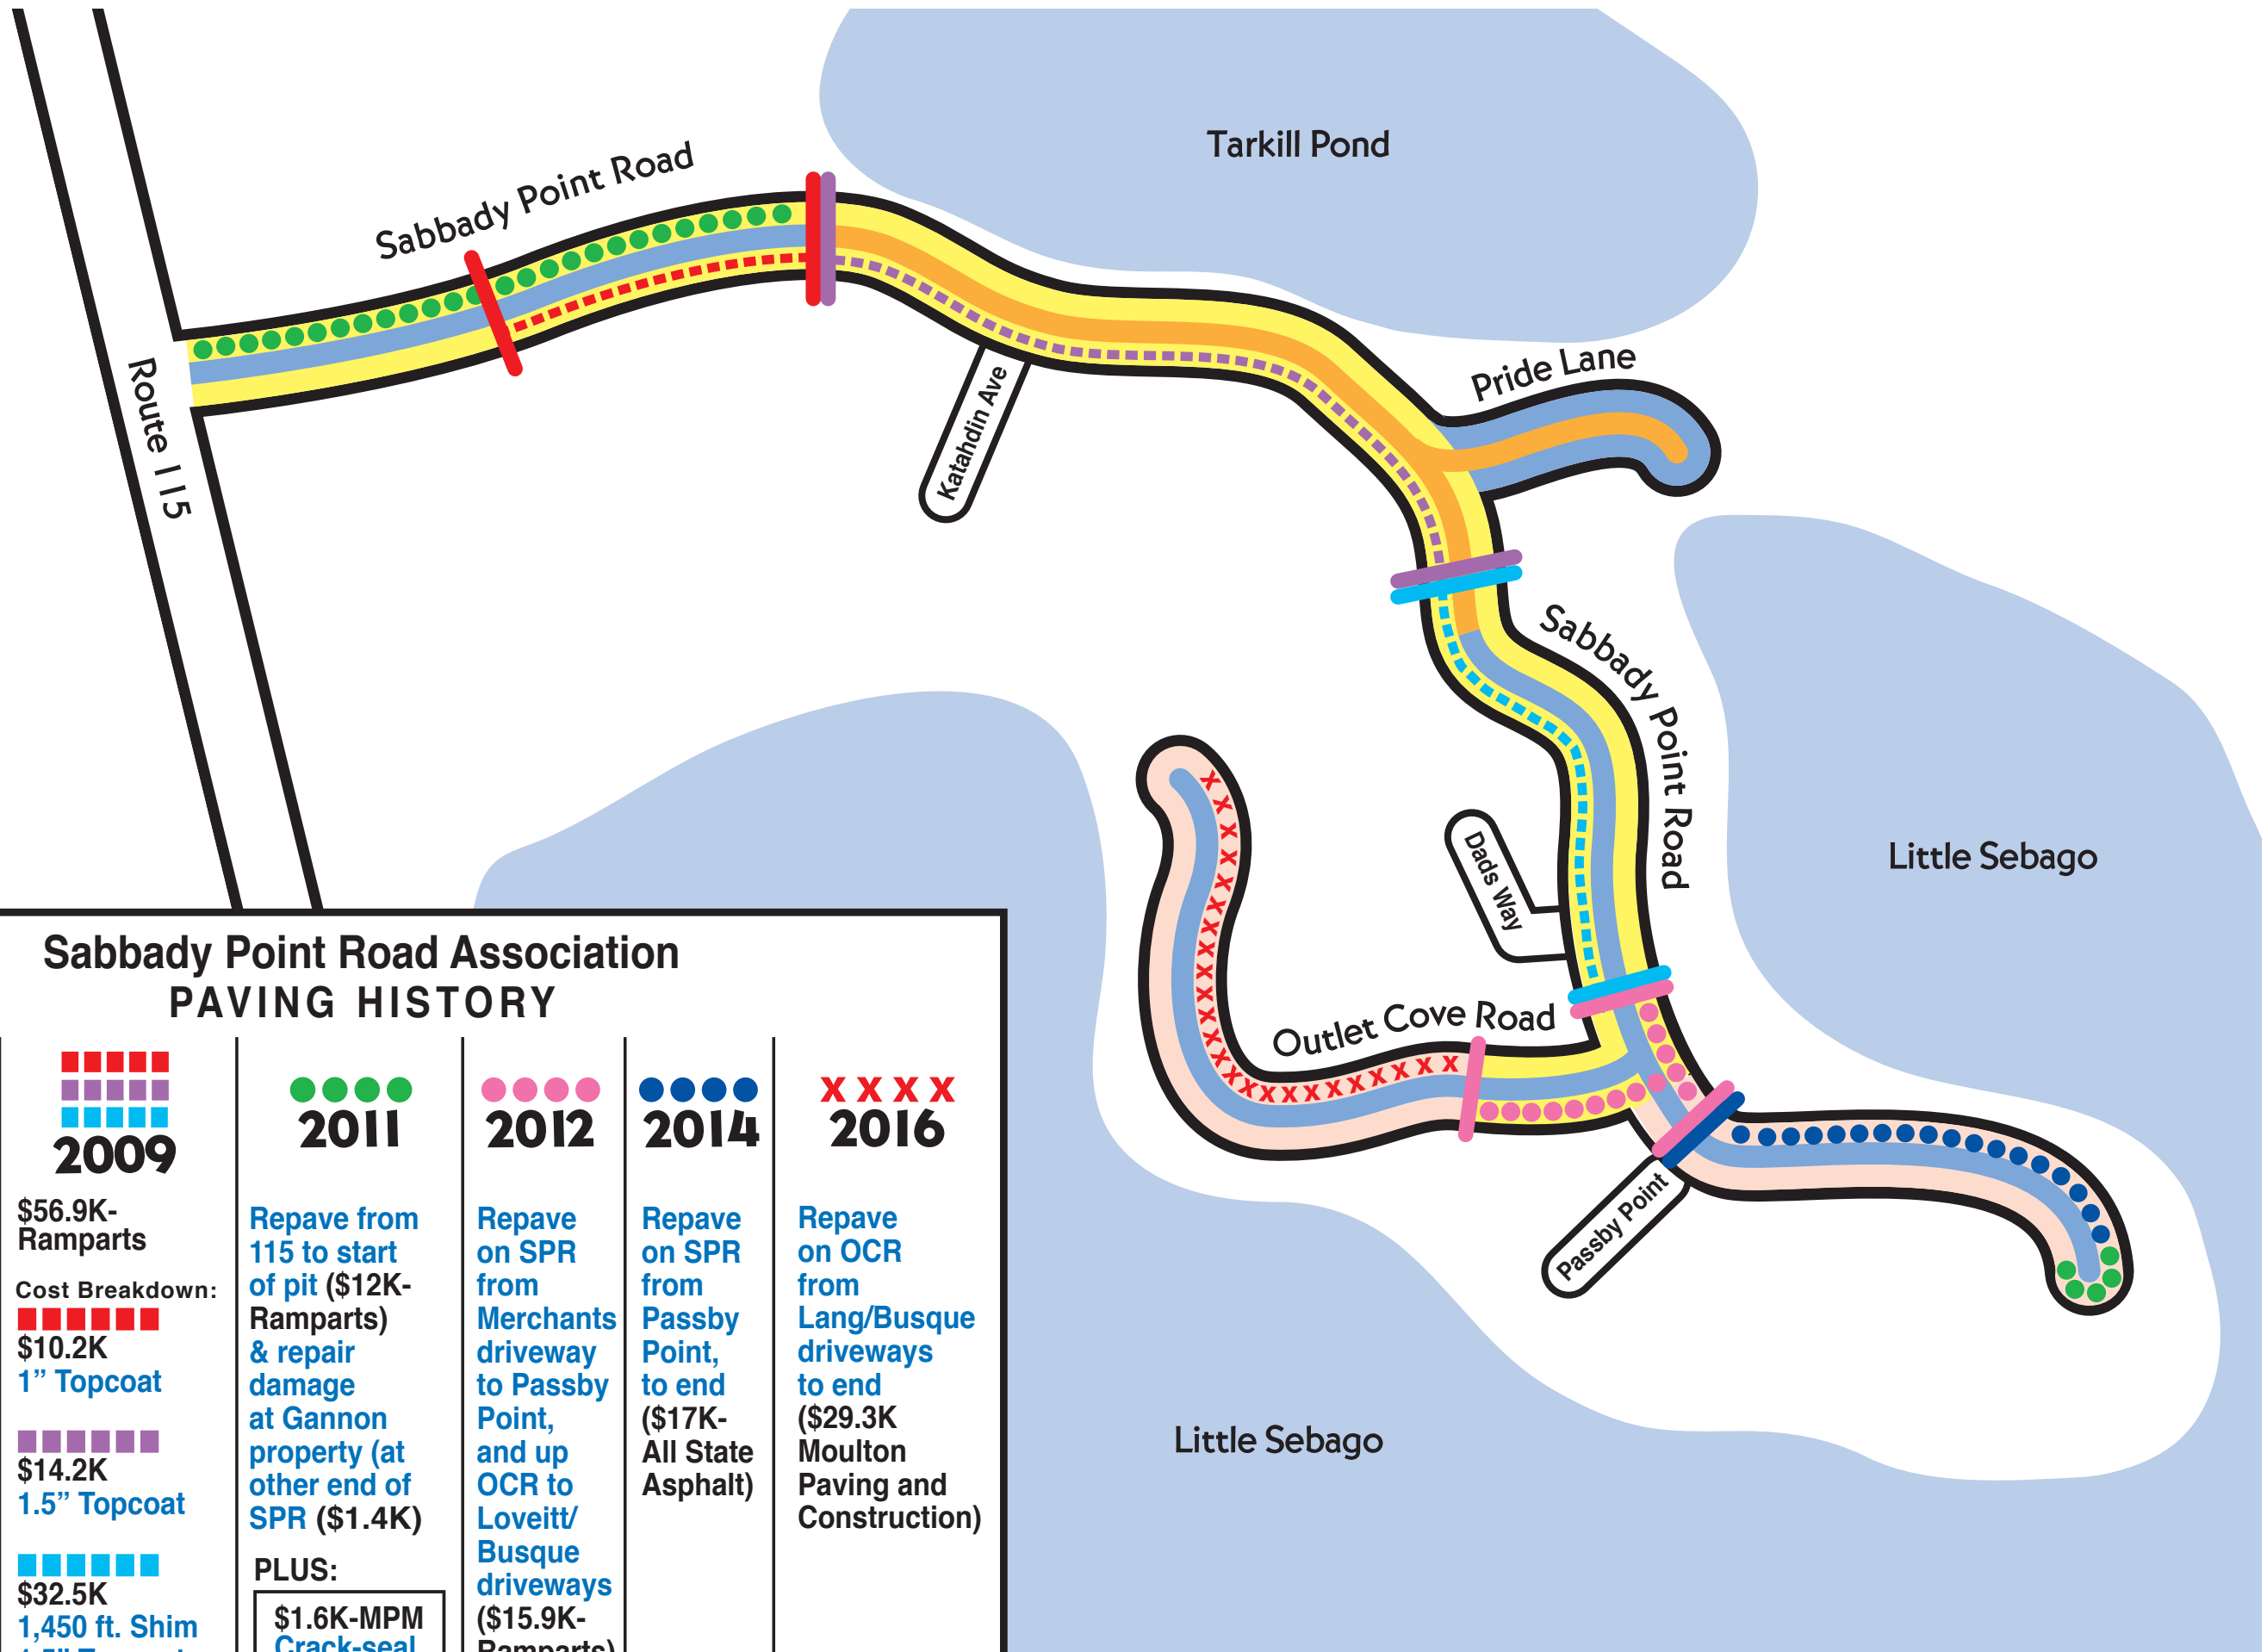 Tarkill Pond
Sabbady Point Road
Pride Lane
Route 115
Katahdin Ave
Sabbady Point Road
Little Sebago
Dads Way
Outlet Cove Road
Passby Point
Little Sebago
Sabbady Point Road Association
PAVING HISTORY
2009
$56.9K-
Ramparts
Cost Breakdown:
$10.2K
1” Topcoat
$14.2K
1.5” Topcoat
$32.5K
1,450 ft. Shim
2011
Repave from
115 to start
of pit ($12K-
Ramparts)
& repair
damage
at Gannon
property (at
other end of
SPR ($1.4K)
PLUS:
$1.6K-MPM
Crack-seal
2012
Repave
on SPR
from
Merchants
driveway
to Passby
Point,
and up
OCR to
Loveitt/
Busque
driveways
($15.9K-
Ramparts)
2014
Repave
on SPR
from
Passby
Point,
to end
($17K-
All State
Asphalt)
x x x x
2016
Repave
on OCR
from
Lang/Busque
driveways
to end
($29.3K
Moulton
Paving and
Construction)